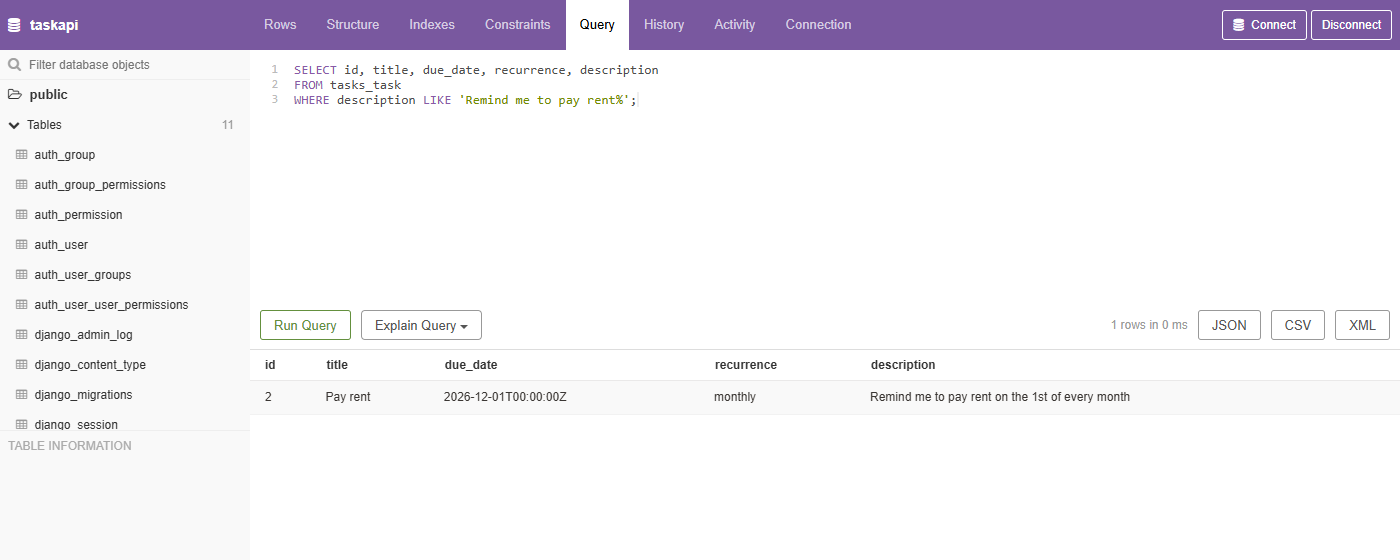 taskapi
Rows Structure Indexes Constraints Query History Activity Connection
Connect Disconnect
Filter database objects
public
Tables 11
auth_group
auth_group_permissions
auth_permission
auth_user
auth_user_groups
auth_user_user_permissions
django_admin_log
django_content_type
django_migrations
django_session
TABLE INFORMATION
1 SELECT id, title, due_date, recurrence, description
2 FROM tasks_task
3 WHERE description LIKE 'Remind me to pay rent%';
Run Query Explain Query 1 rows in 0 ms JSON CSV XML
id title due_date recurrence description
2 Pay rent 2026-12-01T00:00:00Z monthly Remind me to pay rent on the 1st of every month